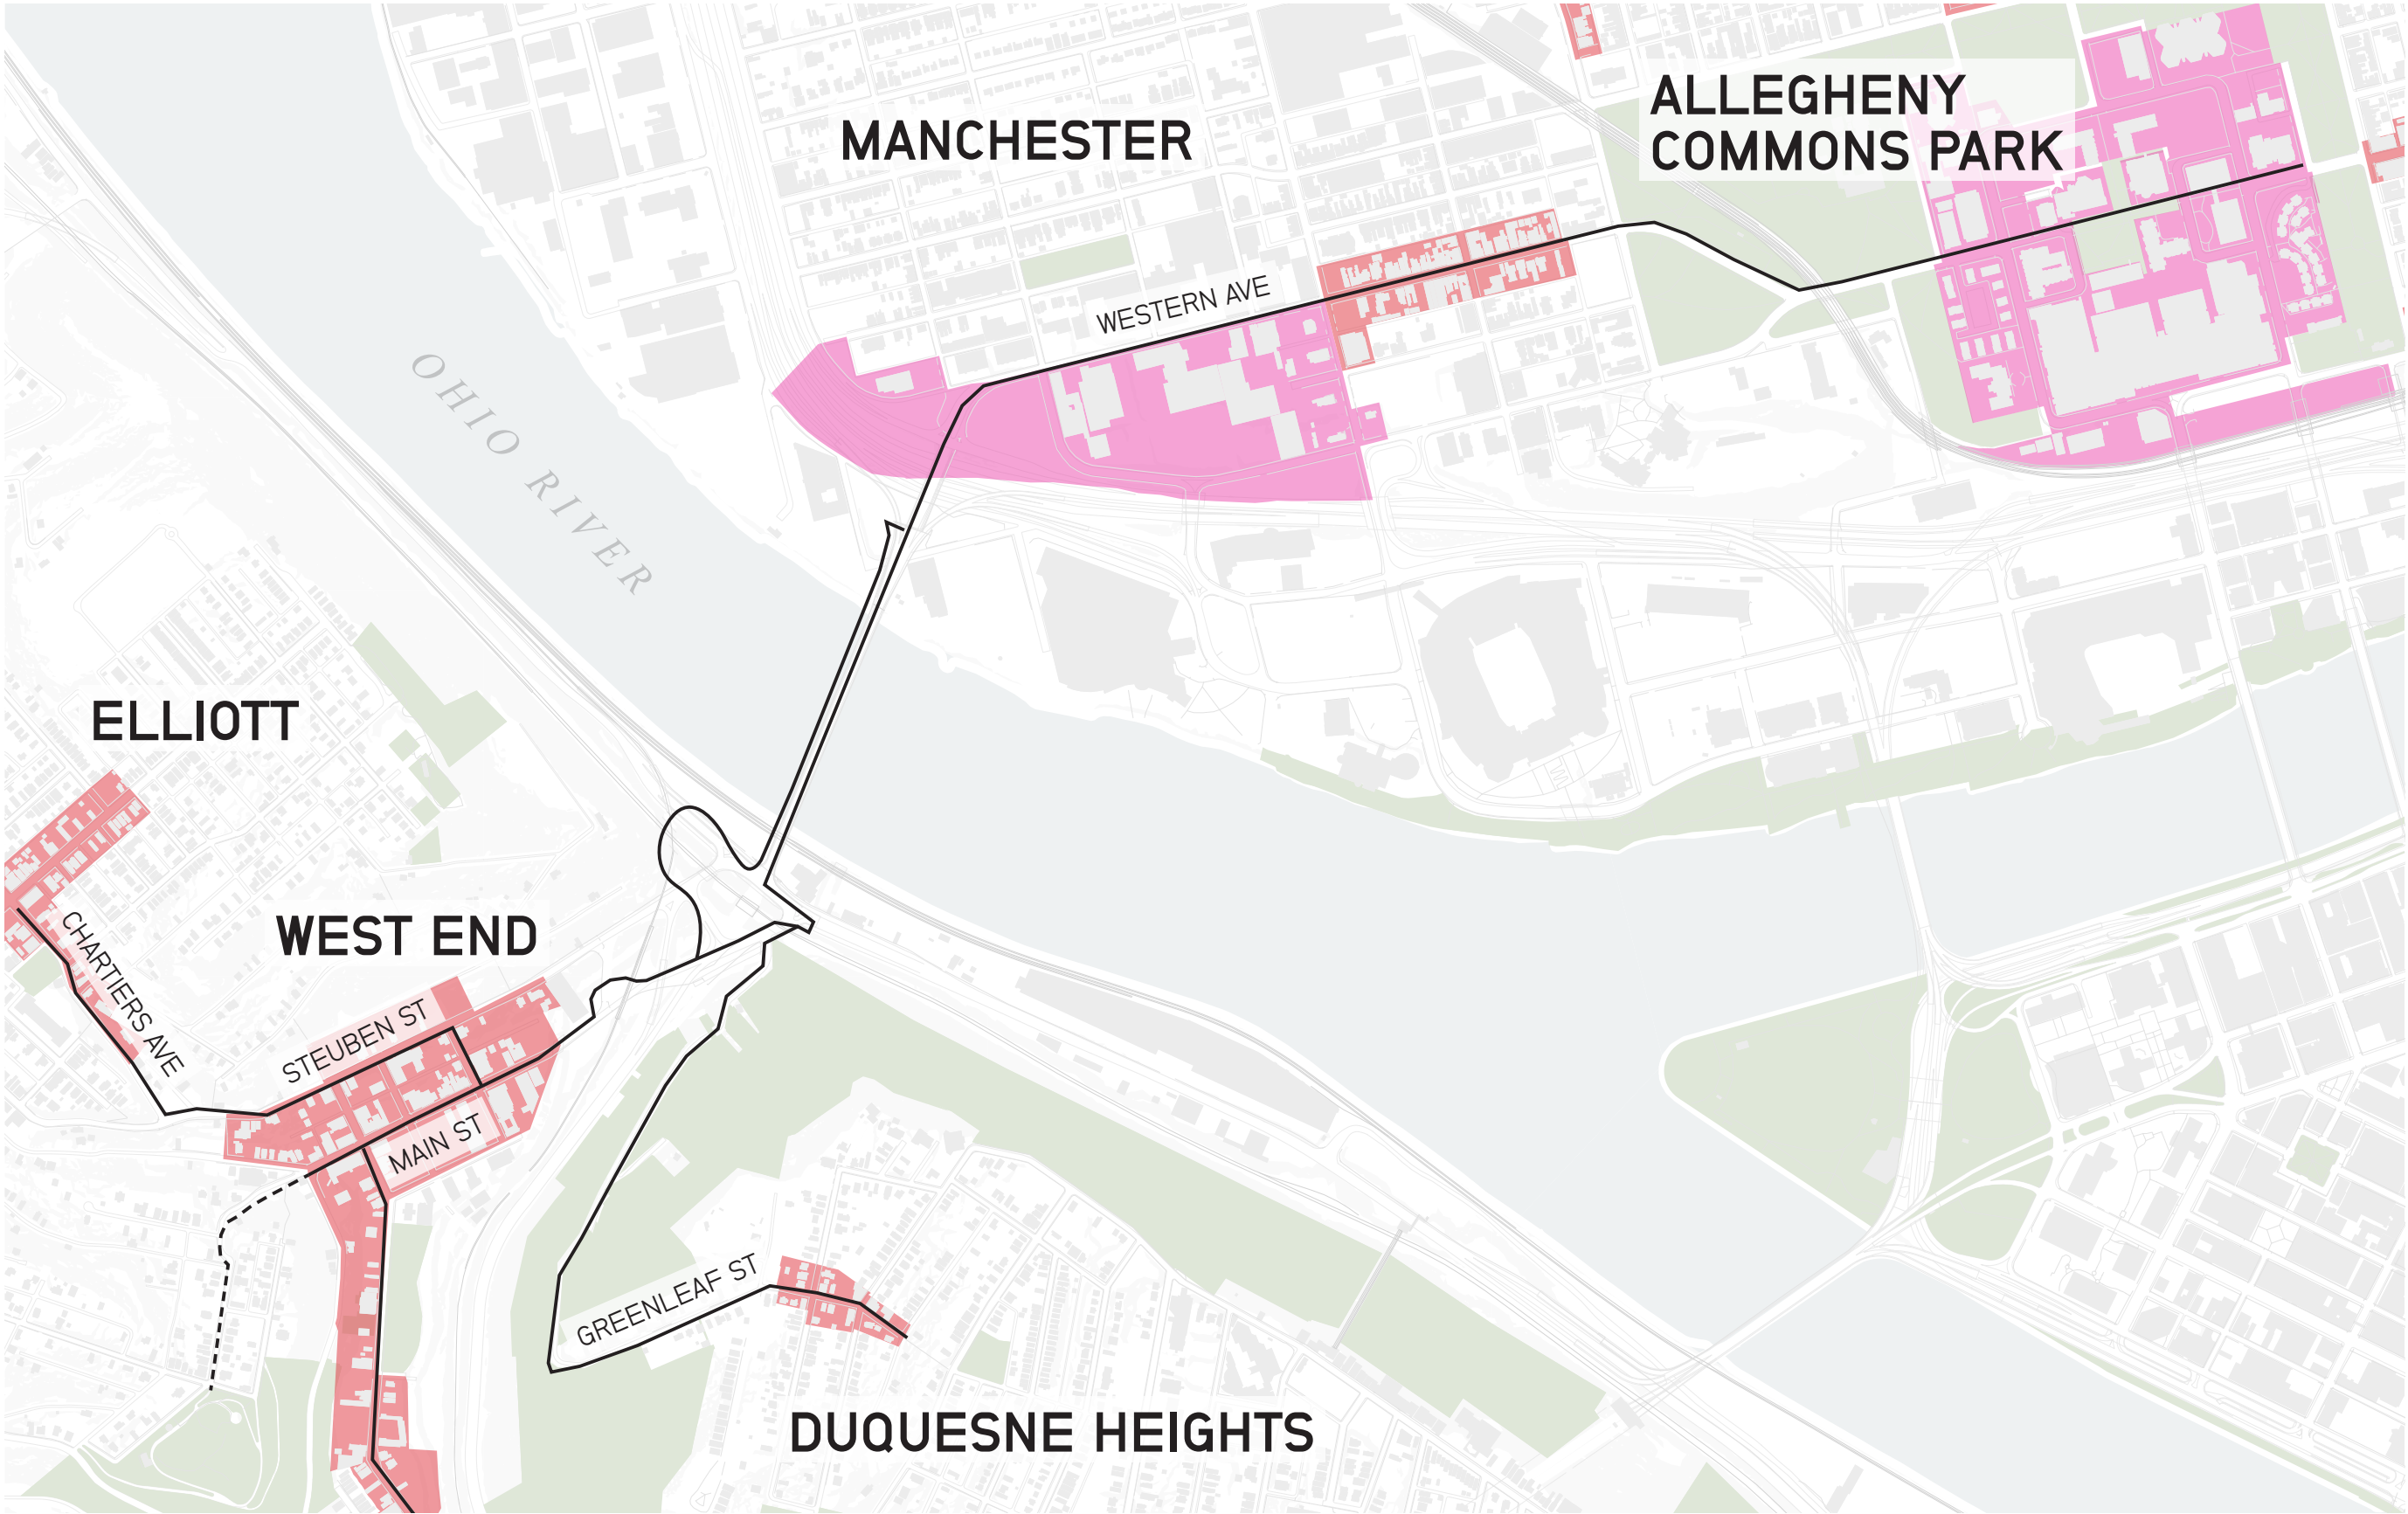 ALLEGHENY
COMMONS PARK
MANCHESTER
WESTERN AVE
OHIO RIVER
ELLIOTT
CHARTIERS AVE
WEST END
STEUBEN ST
MAIN ST
GREENLEAF ST
DUQUESNE HEIGHTS